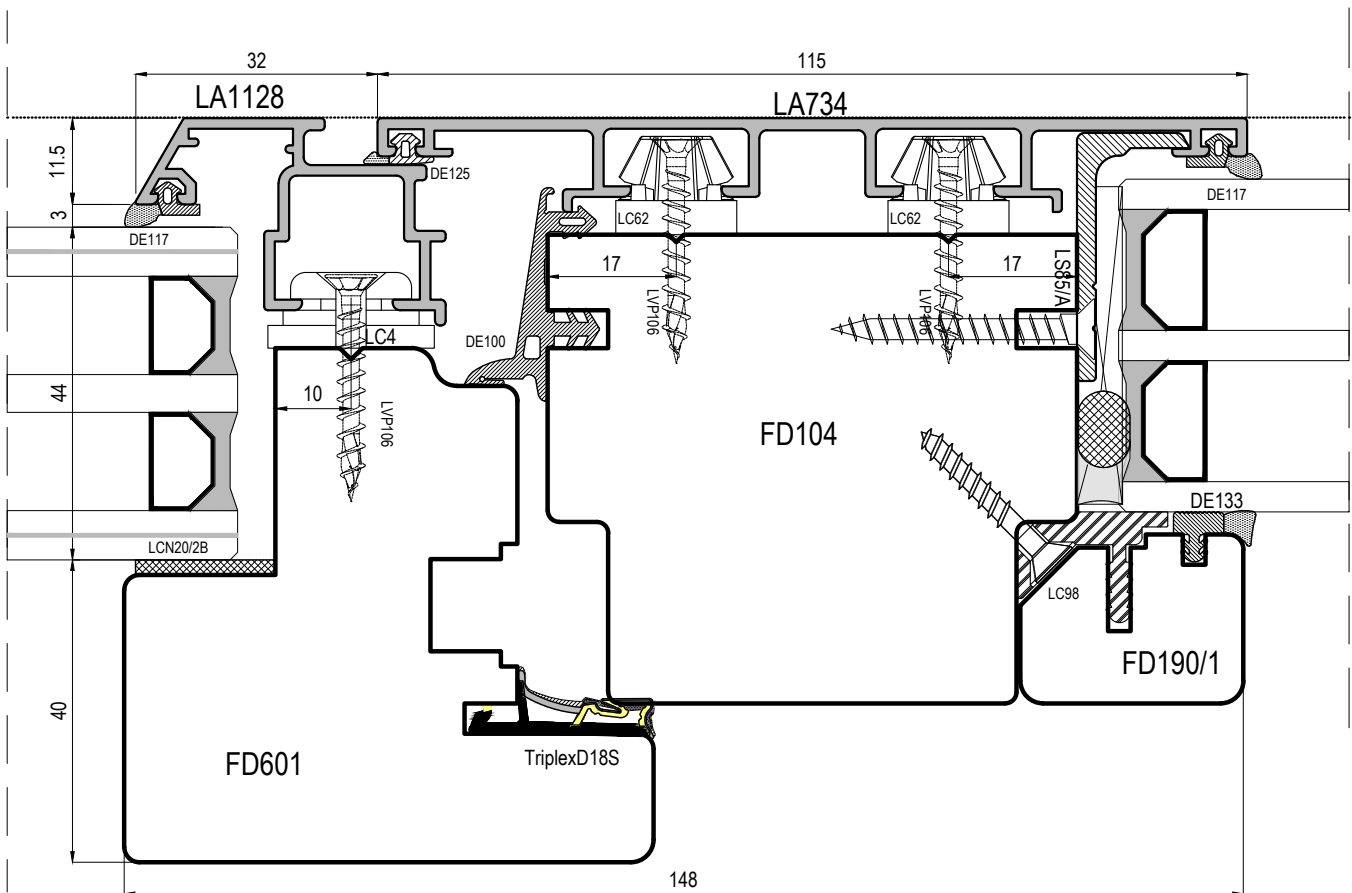 32
115
LA1128
LA734
11.5
DE125
3
DE117
LC62
LC62
DE117
17
17
LS85/A
LVP106
LVP106
LC4
DE100
44
10
LVP106
FD104
DE133
LCN20/2B
LC98
FD190/1
40
TriplexD18S
FD601
148